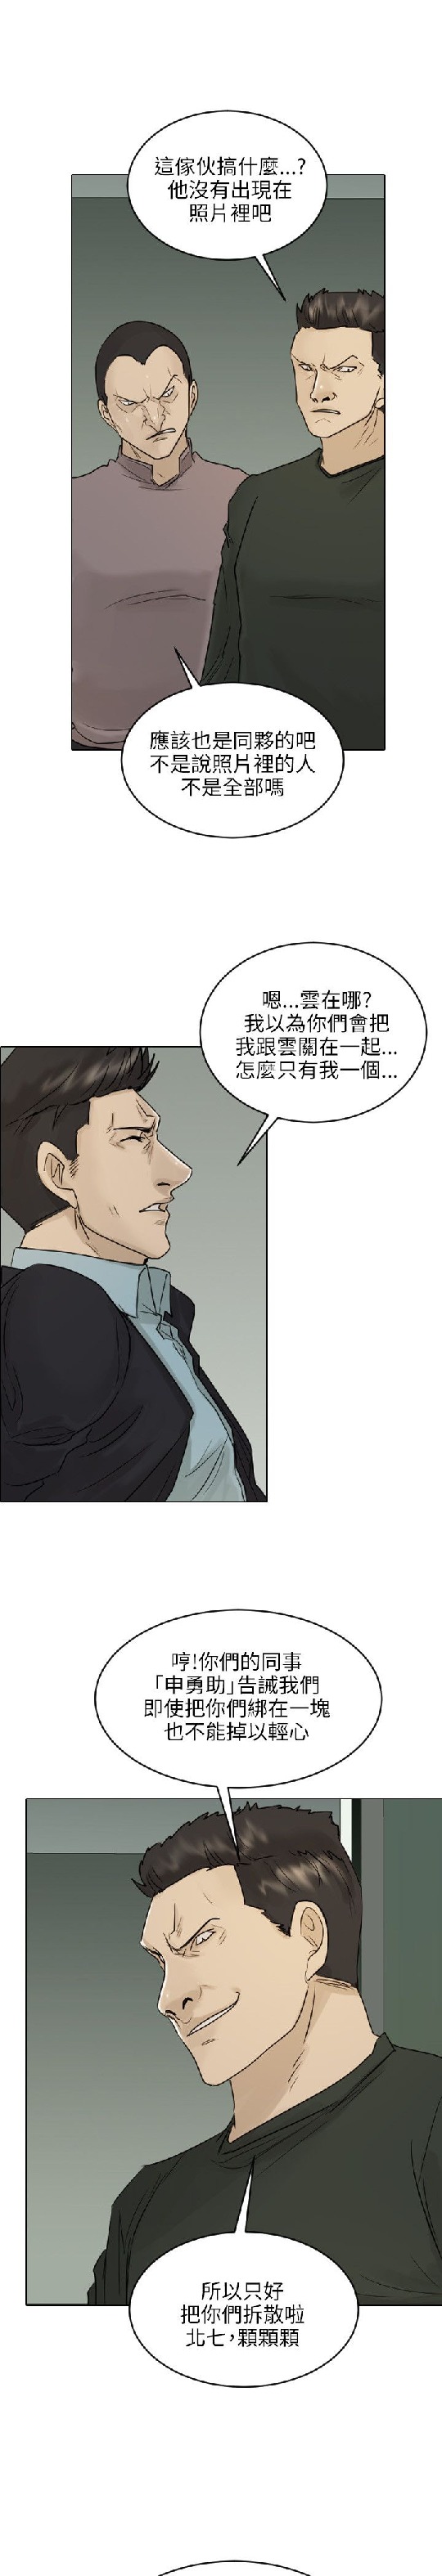 這傢伙搞什麼…?
他沒有出現在
照片裡吧
應該也是同夥的吧
不是說照片裡的人
不是全部嗎
嗯…雲在哪?
我以為你們會把
我跟雲關在一起…
怎麼只有我一個…
哼!你們的同事
「申勇助」告誡我們
即使把你們綁在一塊
也不能掉以輕心
所以只好
把你們拆散啦
北七,顆顆顆